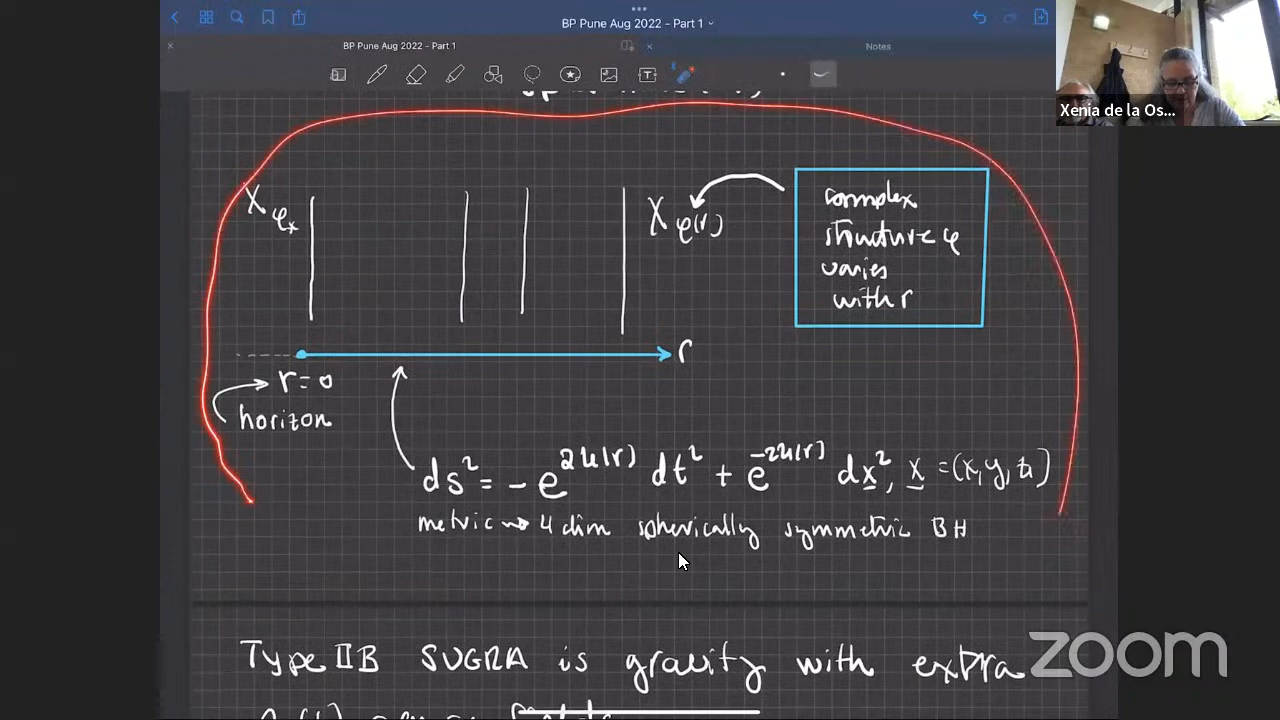 BP Pune Aug 2022 - Part 1
BP Pune Aug 2022 - Part 1
Notes
Xenia de la Os...
X φ*
X φ(r)
complex
structure φ
varies
with r
r
r = 0
horizon
ds² = - e^{2U(r)} dt² + e^{-2U(r)} dx², x = (x, y, z)
metric → 4 dim spherically symmetric BH
Type IIB SUGRA is gravity with extra
zoom